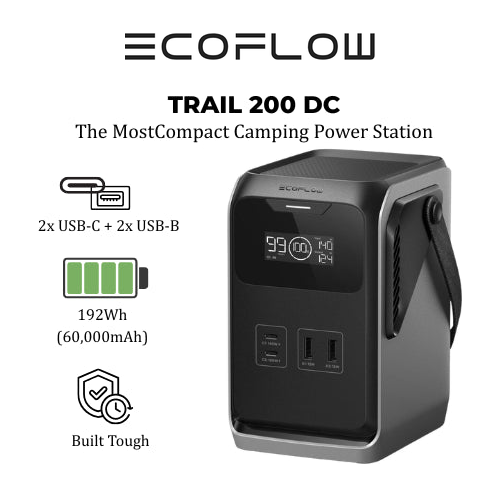 ECOFLOW
TRAIL 200 DC
The MostCompact Camping Power Station
ECOFLOW
99 100% 140
124
2x USB-C + 2x USB-B
192Wh
(60,000mAh)
Built Tough